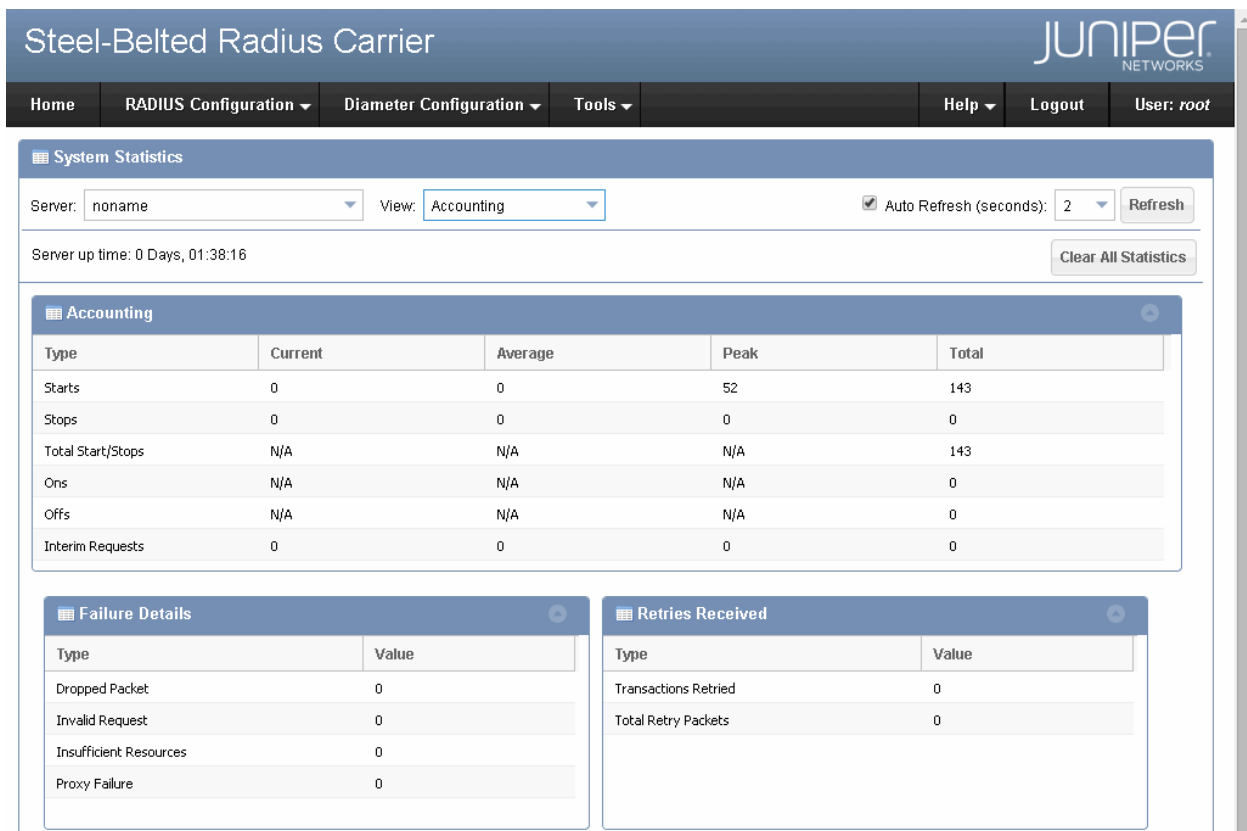 Steel-Belted Radius Carrier
JUNIPER
NETWORKS
Home RADIUS Configuration Diameter Configuration Tools Help Logout User: root
System Statistics
Server: noname View: Accounting Auto Refresh (seconds): 2 Refresh
Server up time: 0 Days, 01:38:16 Clear All Statistics
Accounting
Type Current Average Peak Total
Starts 0 0 52 143
Stops 0 0 0 0
Total Start/Stops N/A N/A N/A 143
Ons N/A N/A N/A 0
Offs N/A N/A N/A 0
Interim Requests 0 0 0 0
Failure Details
Type Value
Dropped Packet 0
Invalid Request 0
Insufficient Resources 0
Proxy Failure 0
Retries Received
Type Value
Transactions Retried 0
Total Retry Packets 0